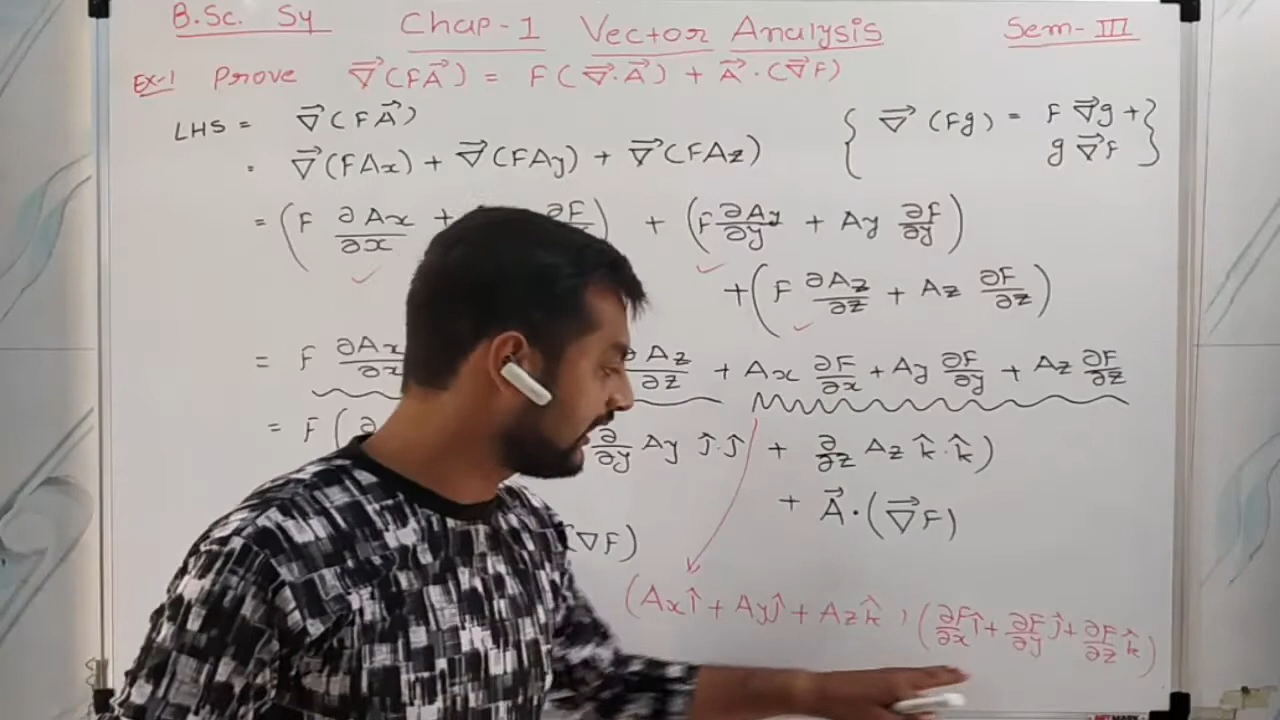 B.Sc. Sy Chap-1 Vector Analysis Sem-III
Ex-1 Prove ∇⃗(FA⃗) = F(∇⃗.A⃗) + A⃗.(∇⃗F)
LHS = ∇⃗(FA⃗)
= ∇⃗(FAx) + ∇⃗(FAy) + ∇⃗(FAz)
{ ∇⃗(Fg) = F ∇⃗g +
g ∇⃗F }
= (F ∂Ax/∂x + ∂F/) + (F ∂Ay/∂y + Ay ∂F/∂y)
+ (F ∂Az/∂z + Az ∂F/∂z)
= F ∂Ax/∂x ∂Az/∂z + Ax ∂F/∂x + Ay ∂F/∂y + Az ∂F/∂z
= F (∂ ∂/∂y Ay ĵ.ĵ + ∂/∂z Az k̂.k̂)
+ A⃗.(∇⃗F)
(∇F)
(Axî + Ayĵ + Azk̂) (∂F/∂x î + ∂F/∂y ĵ + ∂F/∂z k̂)